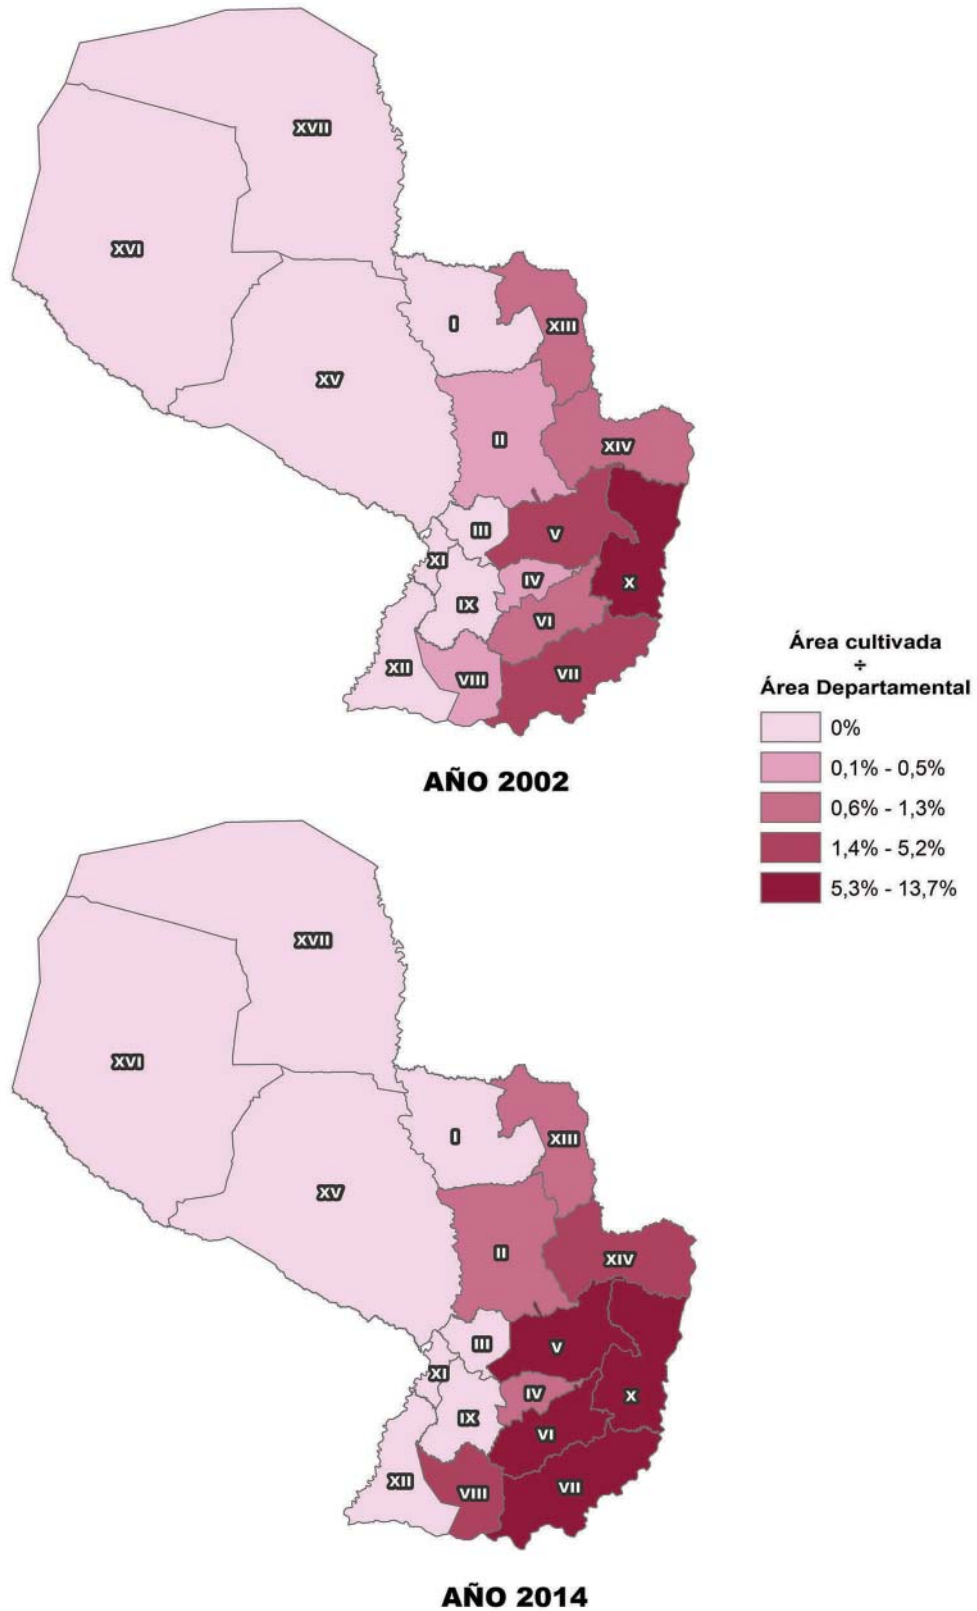 XVII
XVI
I
XIII
XV
II
XIV
III
V
XI
IV
X
IX
VI
XII
VIII
VII
Área cultivada
÷
Área Departamental
0%
0,1% - 0,5%
0,6% - 1,3%
1,4% - 5,2%
5,3% - 13,7%
AÑO 2002
XVII
XVI
I
XIII
XV
II
XIV
III
V
XI
IV
X
IX
VI
XII
VIII
VII
AÑO 2014